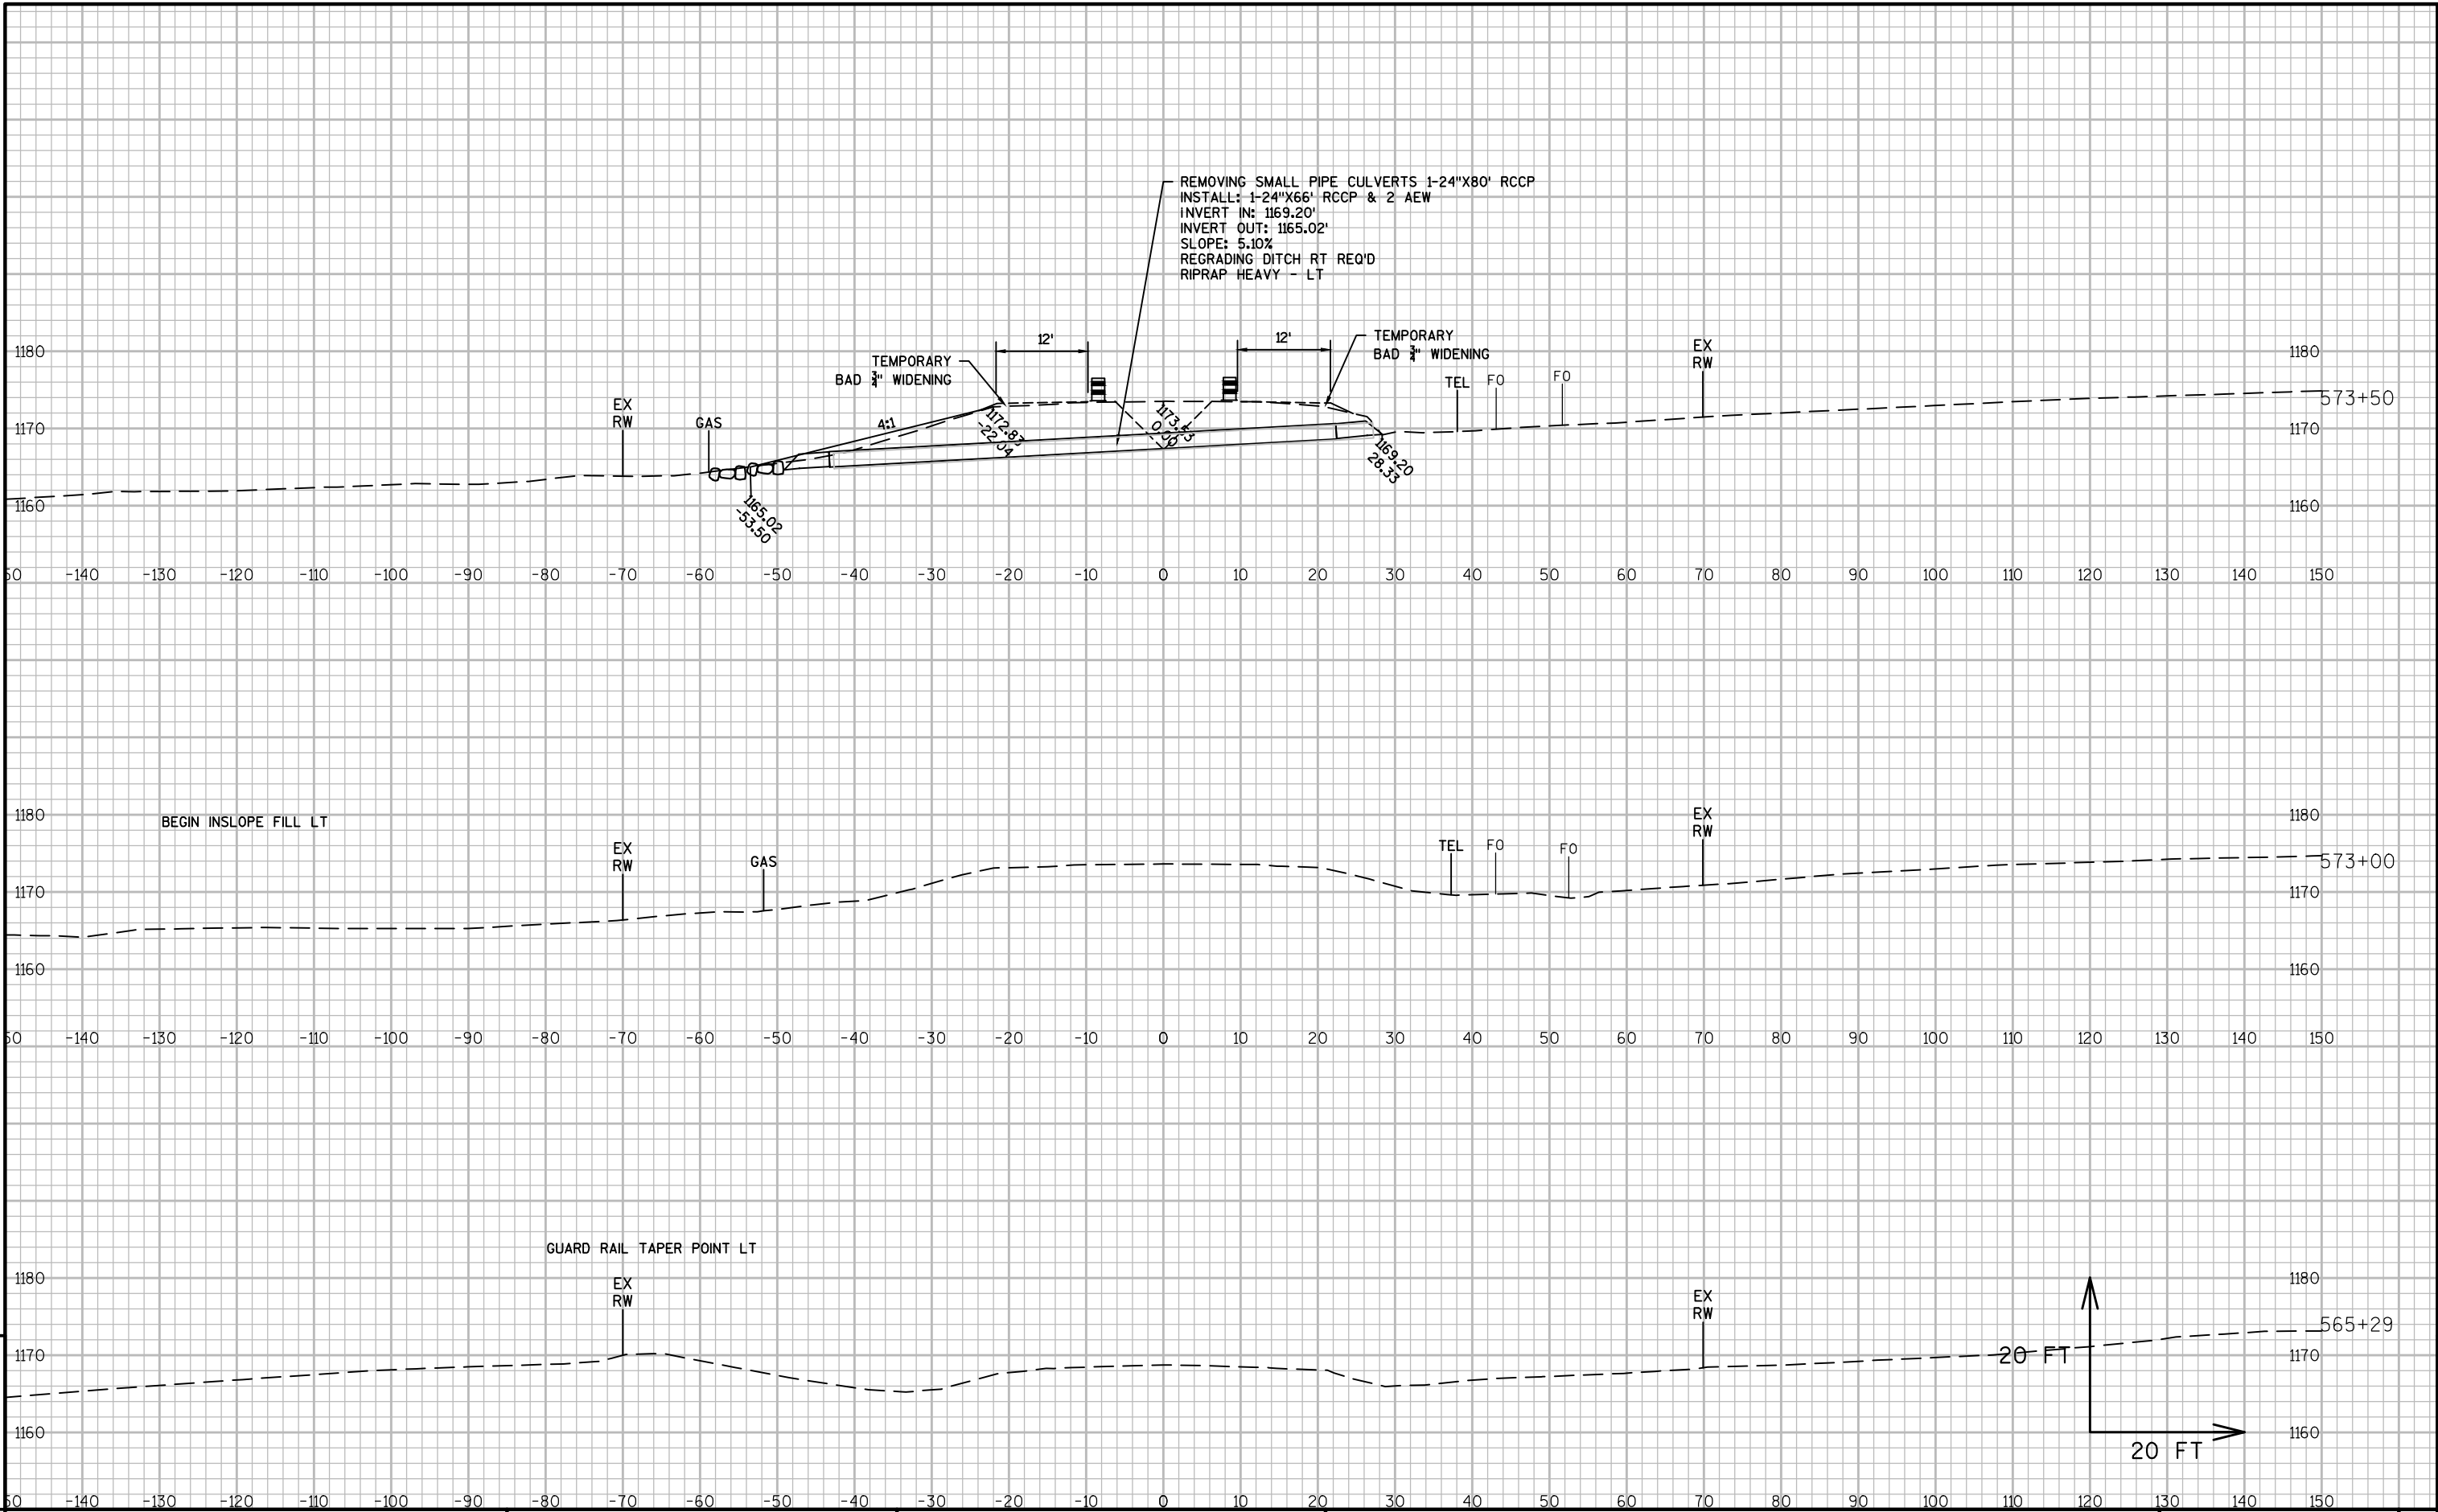 REMOVING SMALL PIPE CULVERTS 1-24"X80' RCCP
INSTALL: 1-24"X66' RCCP & 2 AEW
INVERT IN: 1169.20'
INVERT OUT: 1165.02'
SLOPE: 5.10%
REGRADING DITCH RT REQ'D
RIPRAP HEAVY - LT
12'
12'
TEMPORARY
BAD 3/4" WIDENING
TEMPORARY
BAD 3/4" WIDENING
EX
RW
GAS
4:1
TEL
FO
FO
EX
RW
1172.83
-22.04
1173.53
0.00
1169.20
28.33
1165.02
-53.50
1180
1170
1160
1180
573+50
1170
1160
50 -140 -130 -120 -110 -100 -90 -80 -70 -60 -50 -40 -30 -20 -10 0 10 20 30 40 50 60 70 80 90 100 110 120 130 140 150
BEGIN INSLOPE FILL LT
EX
RW
GAS
TEL
FO
FO
EX
RW
1180
1170
1160
1180
573+00
1170
1160
50 -140 -130 -120 -110 -100 -90 -80 -70 -60 -50 -40 -30 -20 -10 0 10 20 30 40 50 60 70 80 90 100 110 120 130 140 150
GUARD RAIL TAPER POINT LT
EX
RW
EX
RW
1180
1170
1160
1180
565+29
1170
1160
20 FT
20 FT
50 -140 -130 -120 -110 -100 -90 -80 -70 -60 -50 -40 -30 -20 -10 0 10 20 30 40 50 60 70 80 90 100 110 120 130 140 150